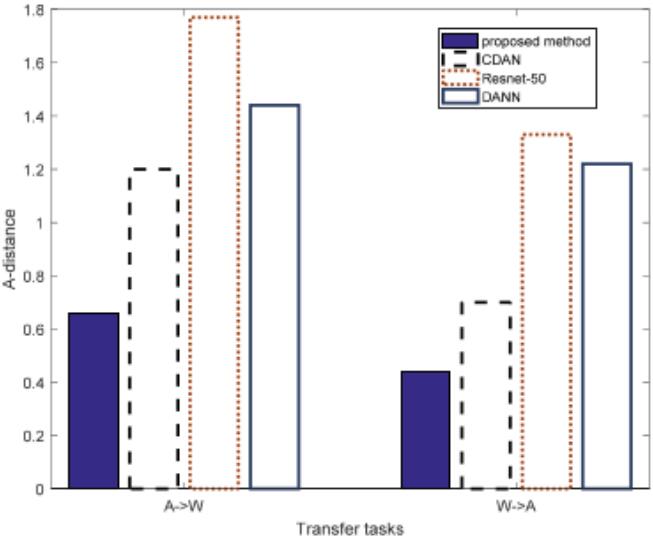 1.8
1.6
1.4
1.2
1
0.8
0.6
0.4
0.2
0
A-distance
proposed method
CDAN
Resnet-50
DANN
A->W
W->A
Transfer tasks